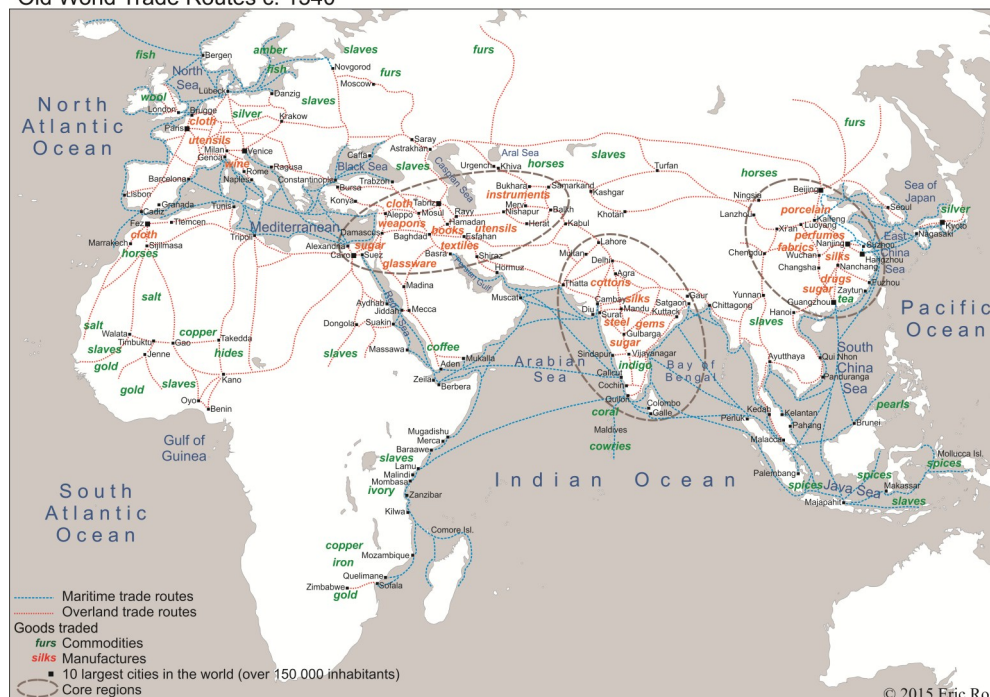 Old World Trade Routes c. 1340
fish
Bergen
amber
fish
slaves
furs
Novgorod
furs
Moscow
North
Sea
Lübeck
Danzig
slaves
wool
London
Brugge
cloth
silver
Krakow
Paris
utensils
Milan
Venice
Genoa
wine
Rome
Naples
Ragusa
Constantinople
Barcelona
Lisbon
Granada
Cadiz
Tunis
Fez
Tlemcen
cloth
Marrakech
Sijilmasa
horses
Tripoli
Mediterranean
North
Atlantic
Ocean
Saray
Astrakhan
Caffa
slaves
Black Sea
Trabzon
Bursa
Konya
Caspian Sea
Urgench
Aral Sea
Khiva
horses
slaves
Turfan
furs
horses
Bukhara
Samarkand
Kashgar
instruments
Merv
Balkh
Nishapur
Khotan
Herat
Kabul
cloth
Tabriz
Aleppo
Mosul
Rayy
weapons
Hamadan
utensils
Damascus
books
Baghdad
Esfahan
textiles
Alexandria
sugar
Basra
Shiraz
Cairo
Suez
glassware
Hormuz
Persian Gulf
Madina
Muscat
Aydhab
Jiddah
Mecca
Dongola
Suakin
Red Sea
Massawa
coffee
slaves
Mukalla
Aden
Zeila
Berbera
Lahore
Multan
Delhi
Thatta
Agra
cottons
Cambay
silks
Satgaon
Gaur
Chittagong
Diu
Surat
Mandu
Kuttack
steel
gems
Gulbarga
sugar
Sindapur
Vijayanagar
indigo
Calicut
Cochin
Quilon
Colombo
Galle
coral
Maldives
cowries
Arabian
Sea
Bay of
Bengal
Beijing
Ningsia
Lanzhou
porcelain
Xi'an
Kaifeng
Luoyang
perfumes
Nanjing
fabrics
Wuchan
silks
Chengdu
Changsha
Nanchang
Suzhou
Hangzhou
drugs
sugar
Zaytun
Fuzhou
Yunnan
Guangzhou
tea
Hanoi
slaves
Seoul
Sea of
Japan
silver
Kyoto
Nagasaki
East
China
Sea
Pacific
Ocean
South
China
Sea
Ayutthaya
Qui Nhon
Panduranga
pearls
Kedah
Kelantan
Perluk
Pahang
Brunei
Malacca
Mollucca Isl.
spices
spices
Palembang
spices
Makassar
Java Sea
Majapahit
slaves
salt
salt
Walata
copper
Timbuktu
Gao
Takedda
slaves
Jenne
hides
gold
gold
slaves
Kano
Oyo
Benin
Gulf of
Guinea
South
Atlantic
Ocean
Mugadishu
Merca
Baraawe
slaves
Lamu
Malindi
Mombasa
ivory
Zanzibar
Kilwa
Comore Isl.
copper
Mozambique
iron
Quelimane
Zimbabwe
Sofala
gold
Indian Ocean
Maritime trade routes
Overland trade routes
Goods traded
furs Commodities
silks Manufactures
10 largest cities in the world (over 150 000 inhabitants)
Core regions
© 2015 Eric Ro